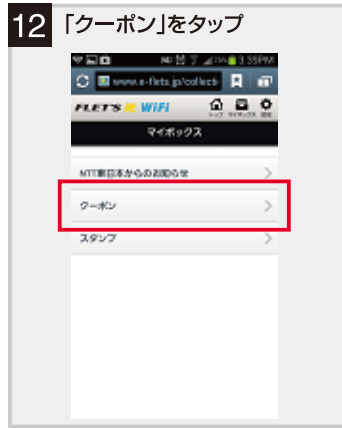 12 「クーポン」をタップ
3:35PM
www.e-flets.jp/collect
FLET'S WiFi
トップ マイボックス 設定
マイボックス
NTT東日本からのお知らせ
クーポン
スタンプ